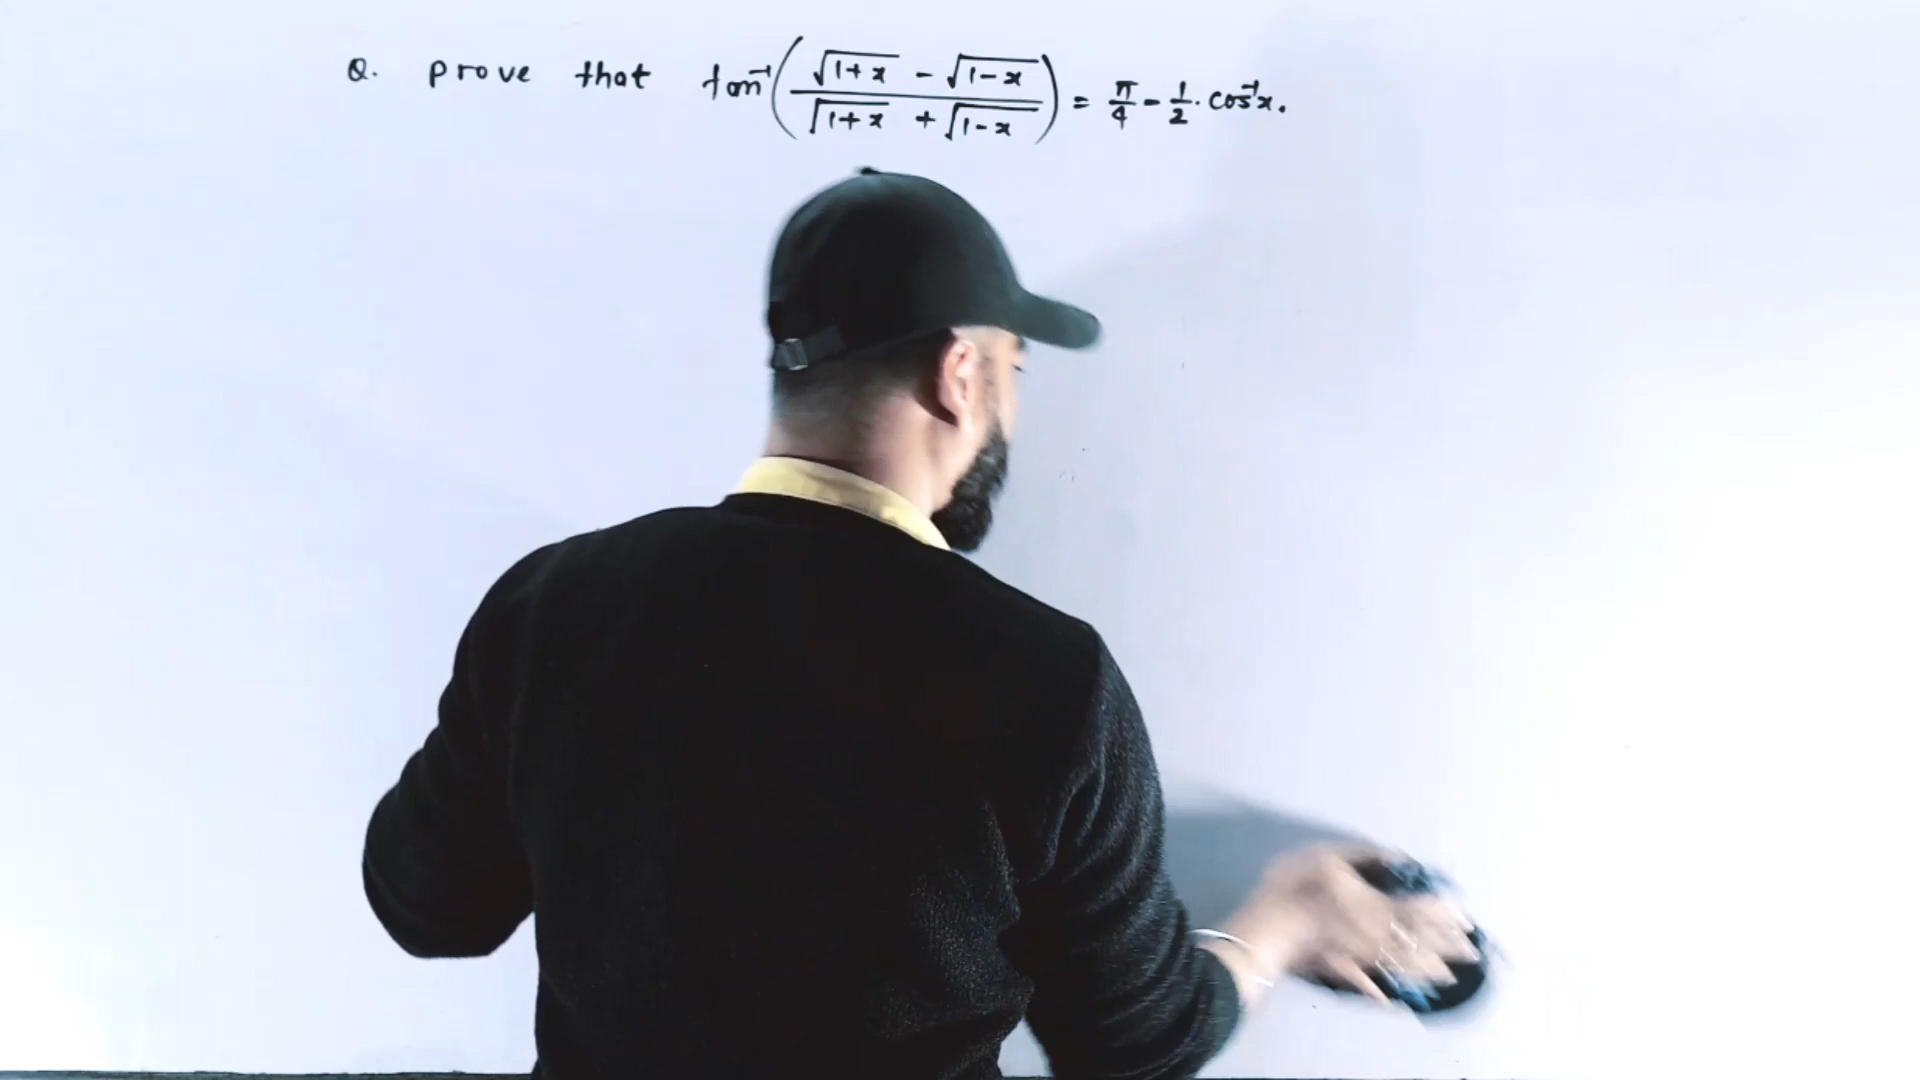 Q. prove that tan⁻¹(√1+x - √1-x / √1+x + √1-x) = π/4 - 1/2 · cos⁻¹x.